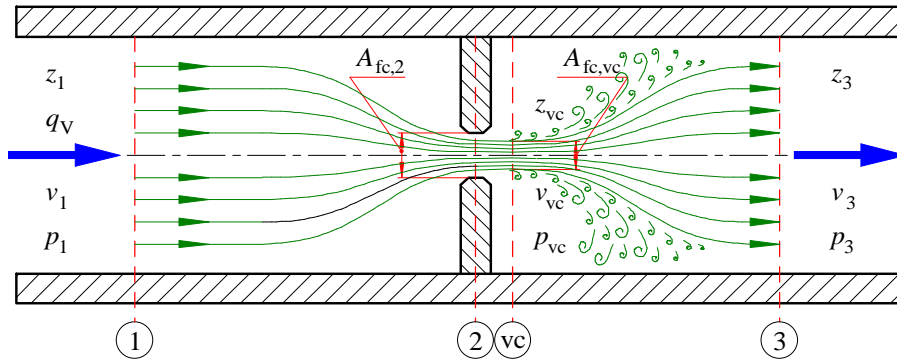 A_fc,2
A_fc,vc
z_1
z_vc
z_3
q_V
v_1
v_vc
v_3
p_1
p_vc
p_3
1
2
vc
3